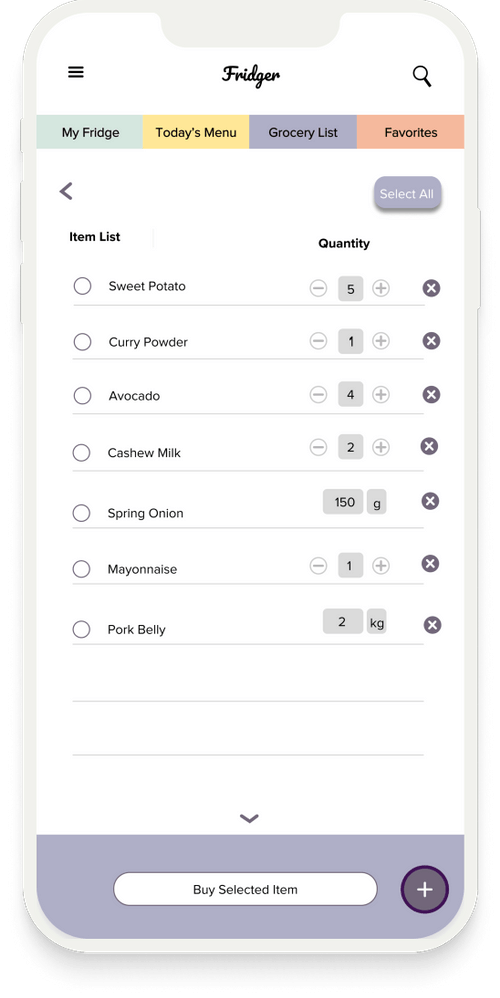 Fridger
My Fridge Today's Menu Grocery List Favorites
Select All
Item List
Quantity
Sweet Potato 5
Curry Powder 1
Avocado 4
Cashew Milk 2
Spring Onion 150 g
Mayonnaise 1
Pork Belly 2 kg
Buy Selected Item